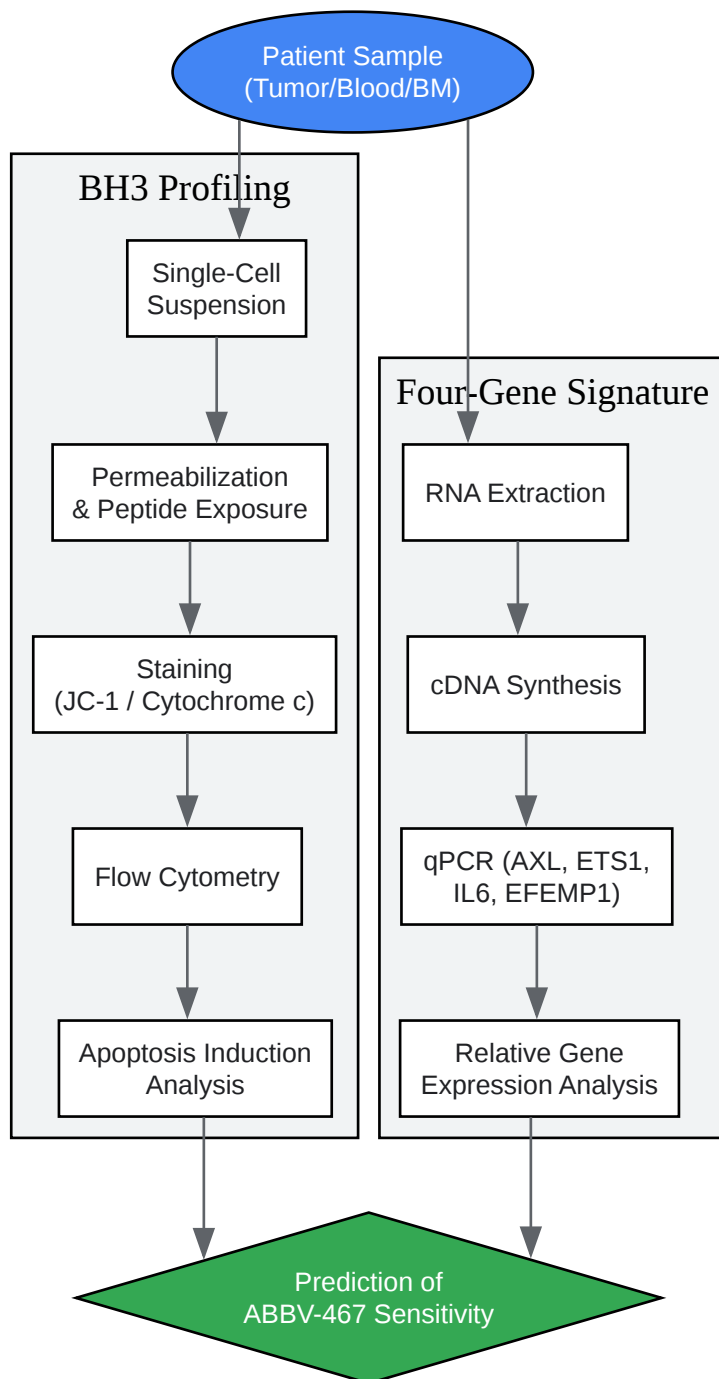 Patient Sample
(Tumor/Blood/BM)
BH3 Profiling
Single-Cell
Suspension
Permeabilization
& Peptide Exposure
Staining
(JC-1 / Cytochrome c)
Flow Cytometry
Apoptosis Induction
Analysis
Four-Gene Signature
RNA Extraction
cDNA Synthesis
qPCR (AXL, ETS1,
IL6, EFEMP1)
Relative Gene
Expression Analysis
Prediction of
ABBV-467 Sensitivity